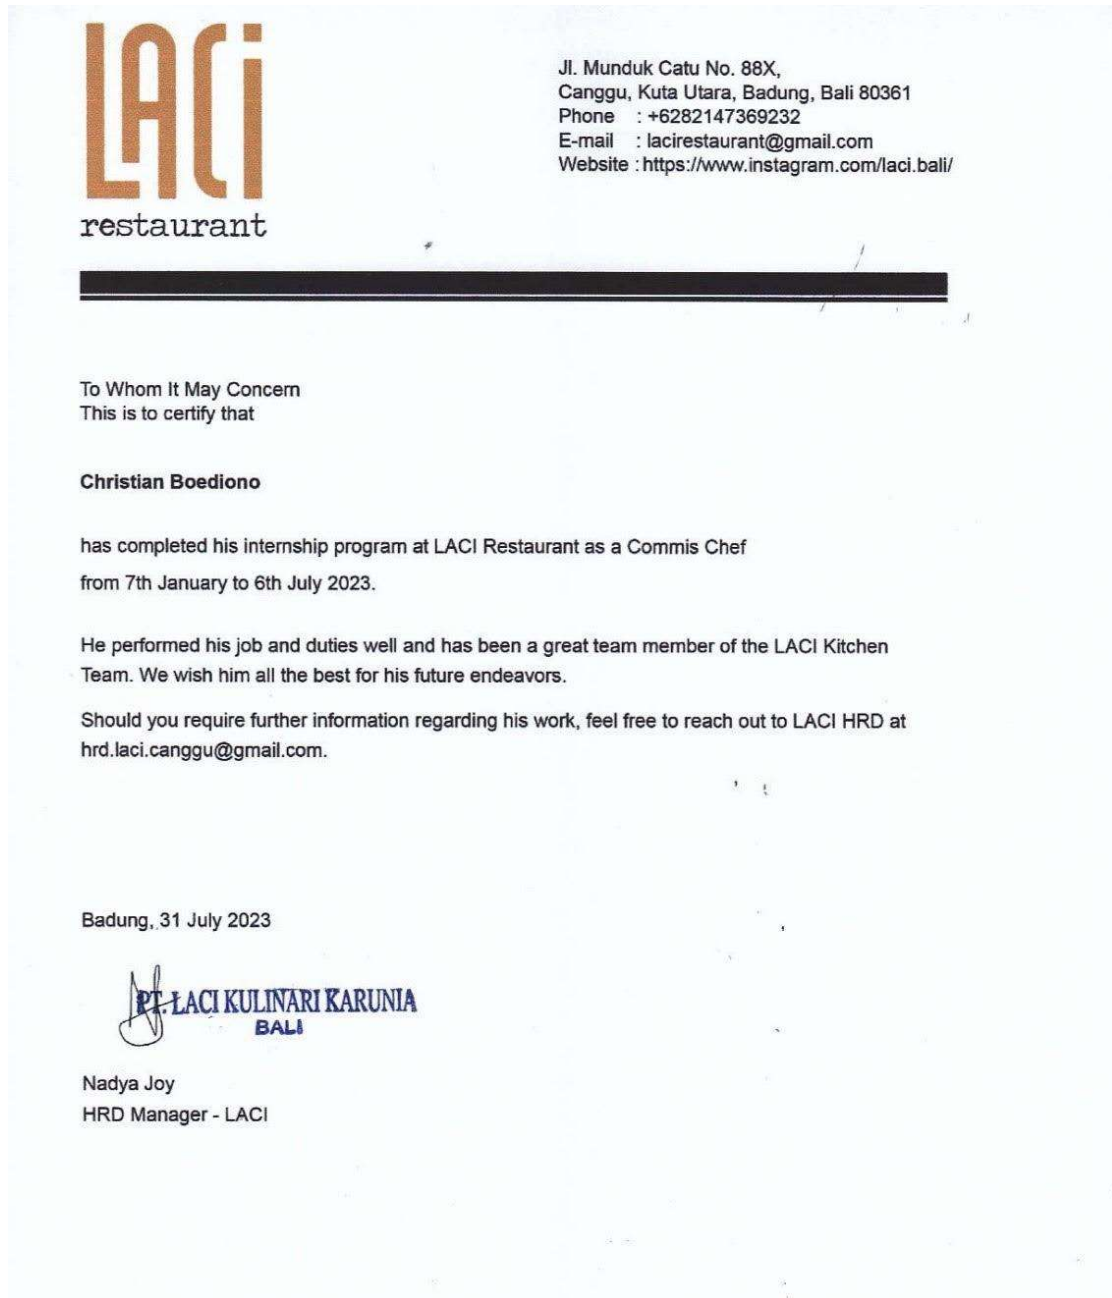 LACi
restaurant
Jl. Munduk Catu No. 88X,
Canggu, Kuta Utara, Badung, Bali 80361
Phone : +6282147369232
E-mail : lacirestaurant@gmail.com
Website : https://www.instagram.com/laci.bali/
To Whom It May Concern
This is to certify that
Christian Boediono
has completed his internship program at LACI Restaurant as a Commis Chef
from 7th January to 6th July 2023.
He performed his job and duties well and has been a great team member of the LACI Kitchen
Team. We wish him all the best for his future endeavors.
Should you require further information regarding his work, feel free to reach out to LACI HRD at
hrd.laci.canggu@gmail.com.
Badung, 31 July 2023
PT. LACI KULINARI KARUNIA
BALI
Nadya Joy
HRD Manager - LACI